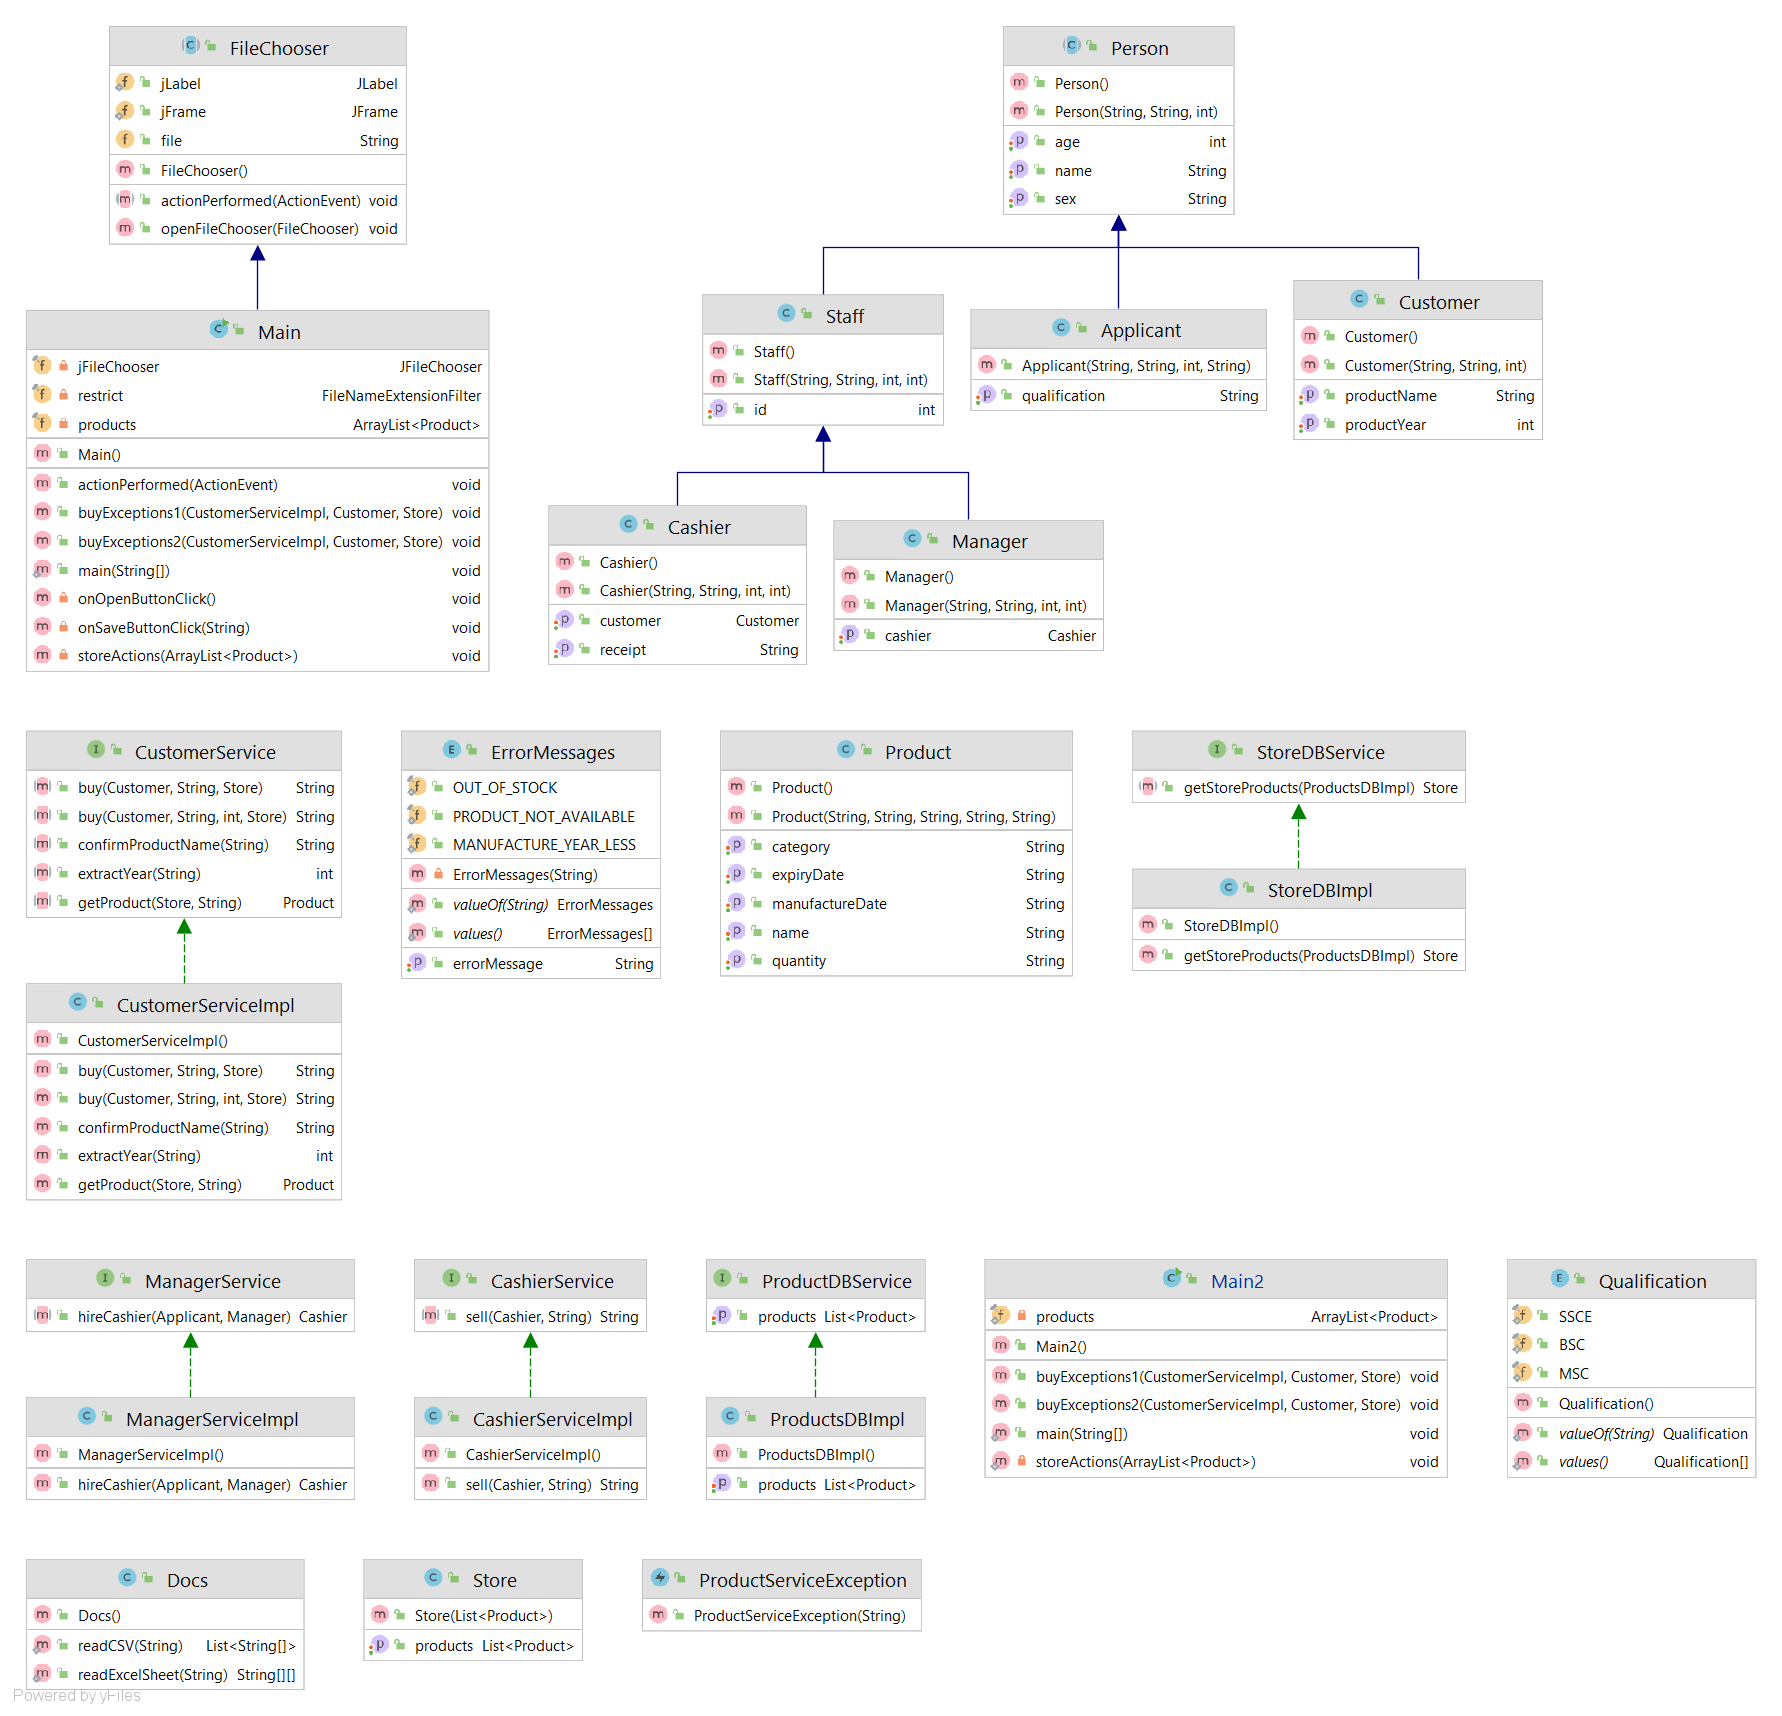 FileChooser
jLabel JLabel
jFrame JFrame
file String
FileChooser()
actionPerformed(ActionEvent) void
openFileChooser(FileChooser) void
Person
Person()
Person(String, String, int)
age int
name String
sex String
Main
jFileChooser JFileChooser
restrict FileNameExtensionFilter
products ArrayList<Product>
Main()
actionPerformed(ActionEvent) void
buyExceptions1(CustomerServiceImpl, Customer, Store) void
buyExceptions2(CustomerServiceImpl, Customer, Store) void
main(String[]) void
onOpenButtonClick() void
onSaveButtonClick(String) void
storeActions(ArrayList<Product>) void
Staff
Staff()
Staff(String, String, int, int)
id int
Applicant
Applicant(String, String, int, String)
qualification String
Customer
Customer()
Customer(String, String, int)
productName String
productYear int
Cashier
Cashier()
Cashier(String, String, int, int)
customer Customer
receipt String
Manager
Manager()
Manager(String, String, int, int)
cashier Cashier
CustomerService
buy(Customer, String, Store) String
buy(Customer, String, int, Store) String
confirmProductName(String) String
extractYear(String) int
getProduct(Store, String) Product
ErrorMessages
OUT_OF_STOCK
PRODUCT_NOT_AVAILABLE
MANUFACTURE_YEAR_LESS
ErrorMessages(String)
valueOf(String) ErrorMessages
values() ErrorMessages[]
errorMessage String
Product
Product()
Product(String, String, String, String, String)
category String
expiryDate String
manufactureDate String
name String
quantity String
StoreDBService
getStoreProducts(ProductsDBImpl) Store
StoreDBImpl
StoreDBImpl()
getStoreProducts(ProductsDBImpl) Store
CustomerServiceImpl
CustomerServiceImpl()
buy(Customer, String, Store) String
buy(Customer, String, int, Store) String
confirmProductName(String) String
extractYear(String) int
getProduct(Store, String) Product
ManagerService
hireCashier(Applicant, Manager) Cashier
CashierService
sell(Cashier, String) String
ProductDBService
products List<Product>
Main2
products ArrayList<Product>
Main2()
buyExceptions1(CustomerServiceImpl, Customer, Store) void
buyExceptions2(CustomerServiceImpl, Customer, Store) void
main(String[]) void
storeActions(ArrayList<Product>) void
Qualification
SSCE
BSC
MSC
Qualification()
valueOf(String) Qualification
values() Qualification[]
ManagerServiceImpl
ManagerServiceImpl()
hireCashier(Applicant, Manager) Cashier
CashierServiceImpl
CashierServiceImpl()
sell(Cashier, String) String
ProductsDBImpl
ProductsDBImpl()
products List<Product>
Docs
Docs()
readCSV(String) List<String[]>
readExcelSheet(String) String[][]
Store
Store(List<Product>)
products List<Product>
ProductServiceException
ProductServiceException(String)
Powered by yFiles